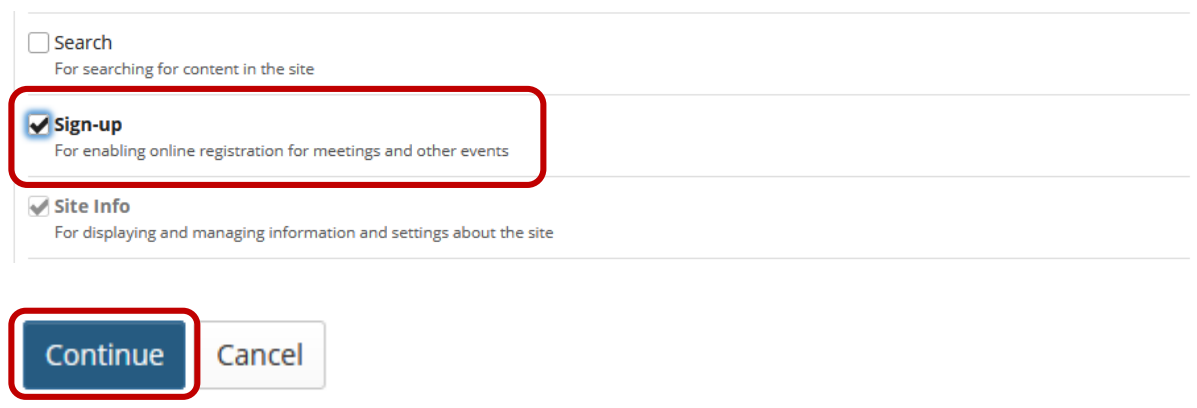 Search
For searching for content in the site
Sign-up
For enabling online registration for meetings and other events
Site Info
For displaying and managing information and settings about the site
Continue Cancel